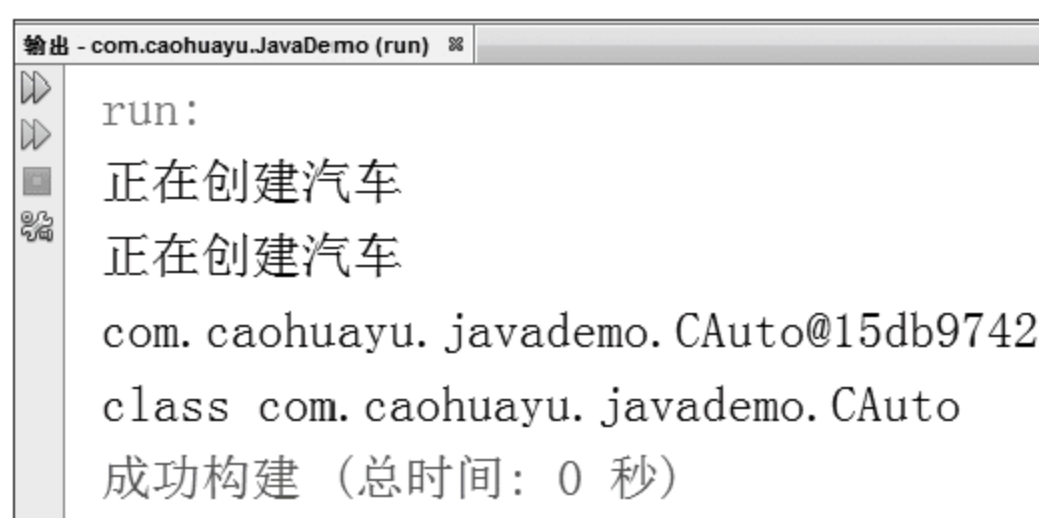 输出 - com.caohuayu.JavaDemo (run)
run:
正在创建汽车
正在创建汽车
com.caohuayu.javademo.CAuto@15db9742
class com.caohuayu.javademo.CAuto
成功构建 (总时间: 0 秒)